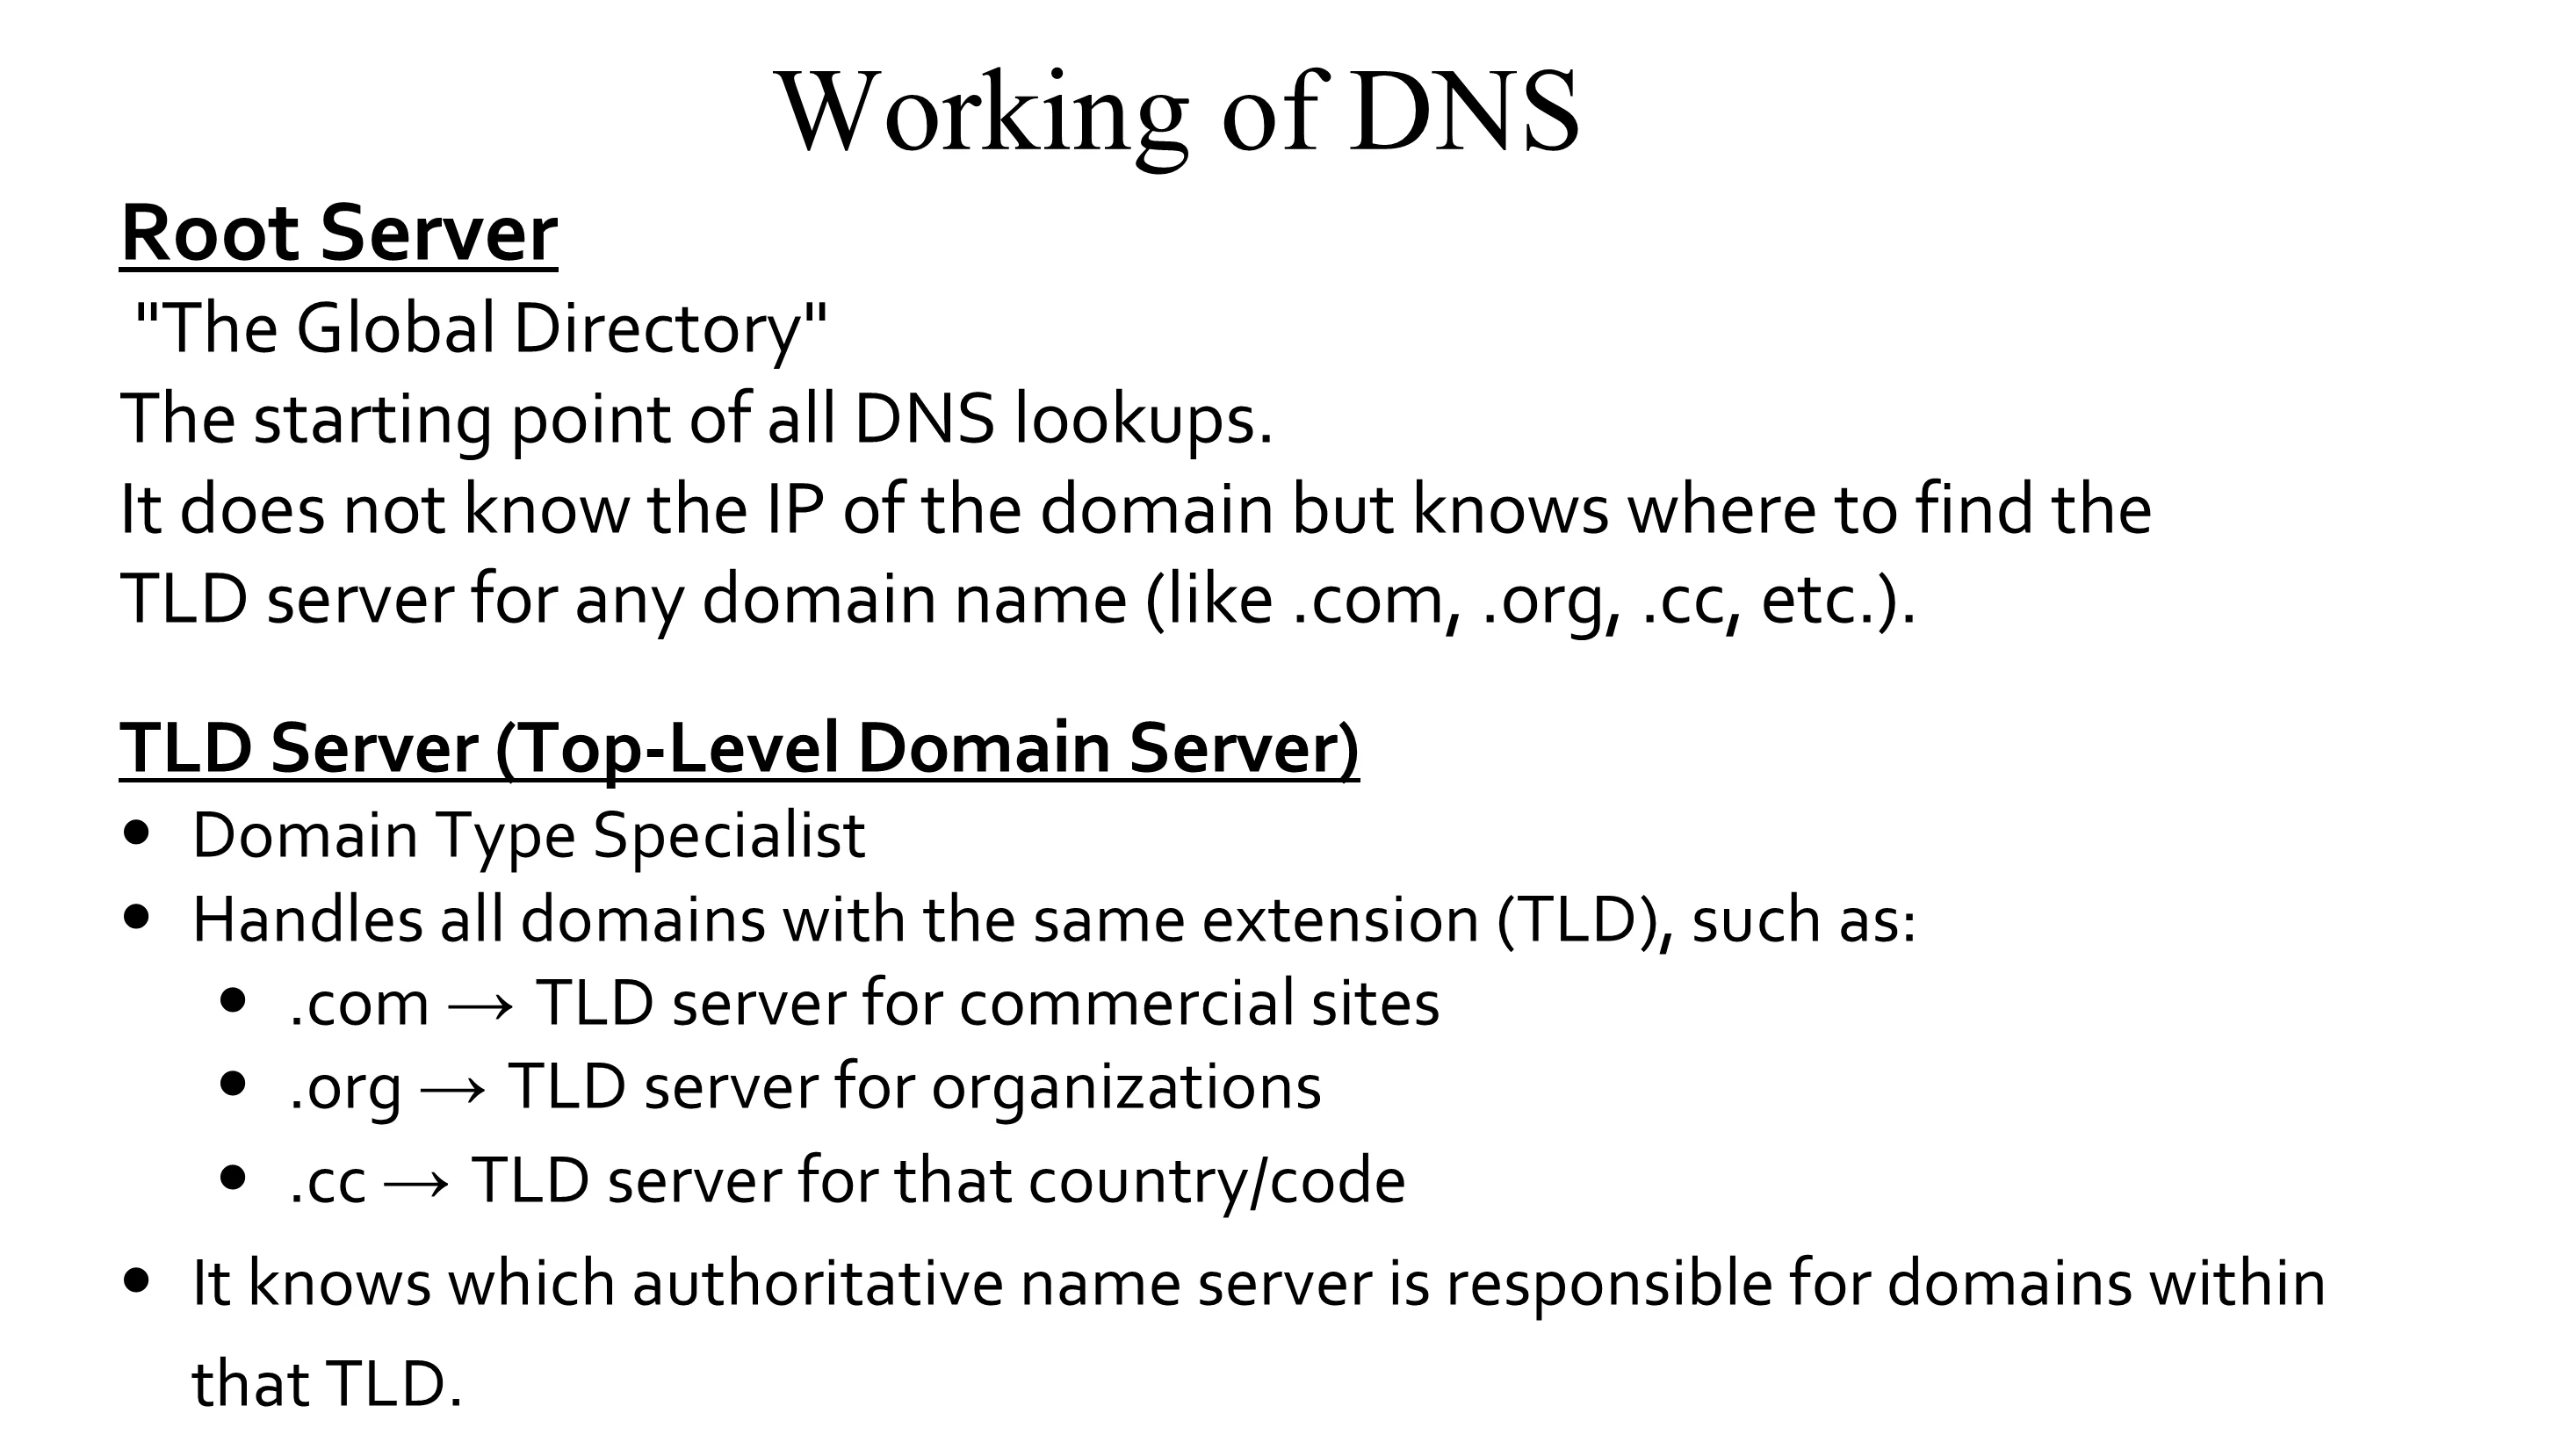 Working of DNS
Root Server
"The Global Directory"
The starting point of all DNS lookups.
It does not know the IP of the domain but knows where to find the
TLD server for any domain name (like .com, .org, .cc, etc.).
TLD Server (Top-Level Domain Server)
• Domain Type Specialist
• Handles all domains with the same extension (TLD), such as:
• .com → TLD server for commercial sites
• .org → TLD server for organizations
• .cc → TLD server for that country/code
• It knows which authoritative name server is responsible for domains within
that TLD.